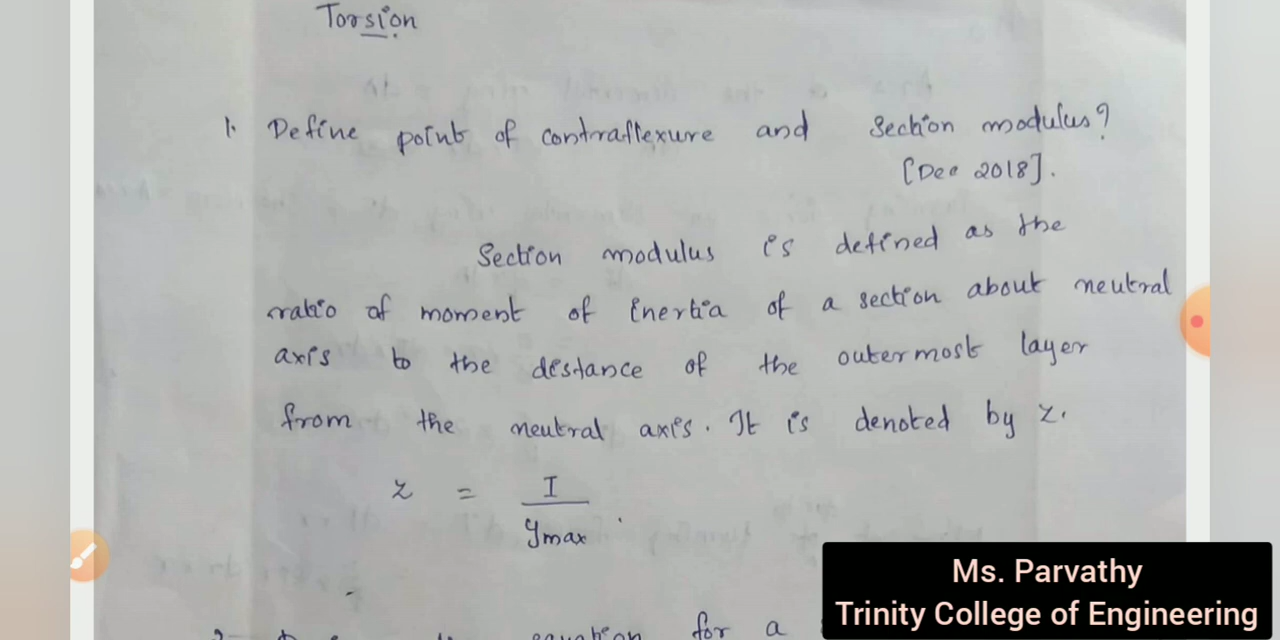 Torsion
1. Define point of contraflexure and Section modulus?
[Dec 2018].
Section modulus is defined as the
ratio of moment of inertia of a section about neutral
axis to the distance of the outermost layer
from the neutral axis. It is denoted by z.
z = I / ymax.
equation for a
Ms. Parvathy
Trinity College of Engineering